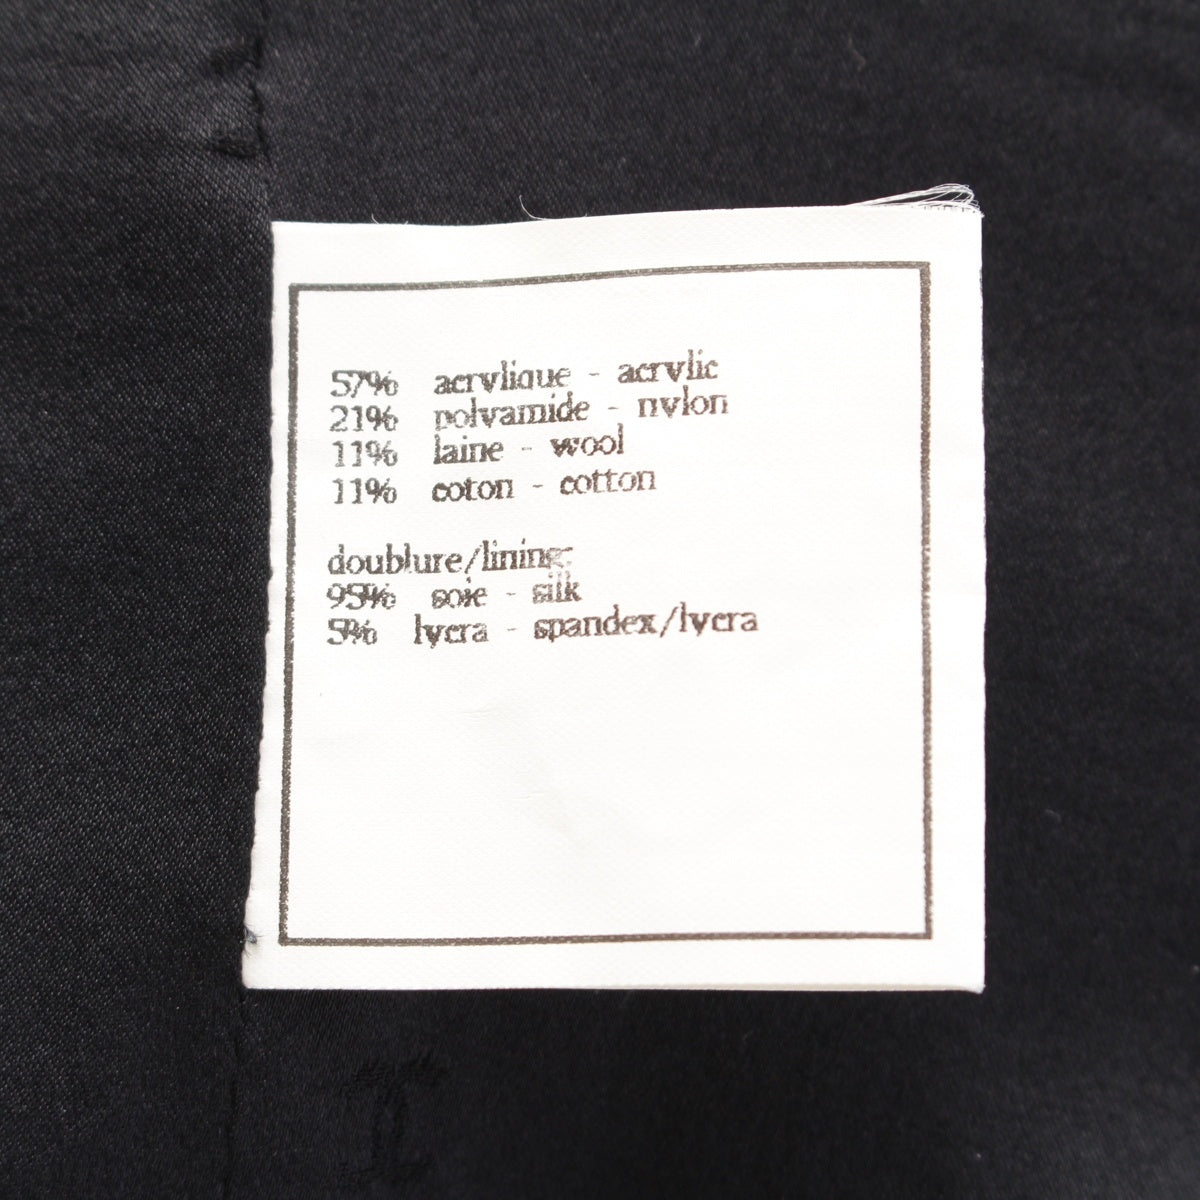 57% acrylique - acrylic
21% polyamide - nylon
11% laine - wool
11% coton - cotton
doublure/lining:
95% soie - silk
5% lycra - spandex/lycra